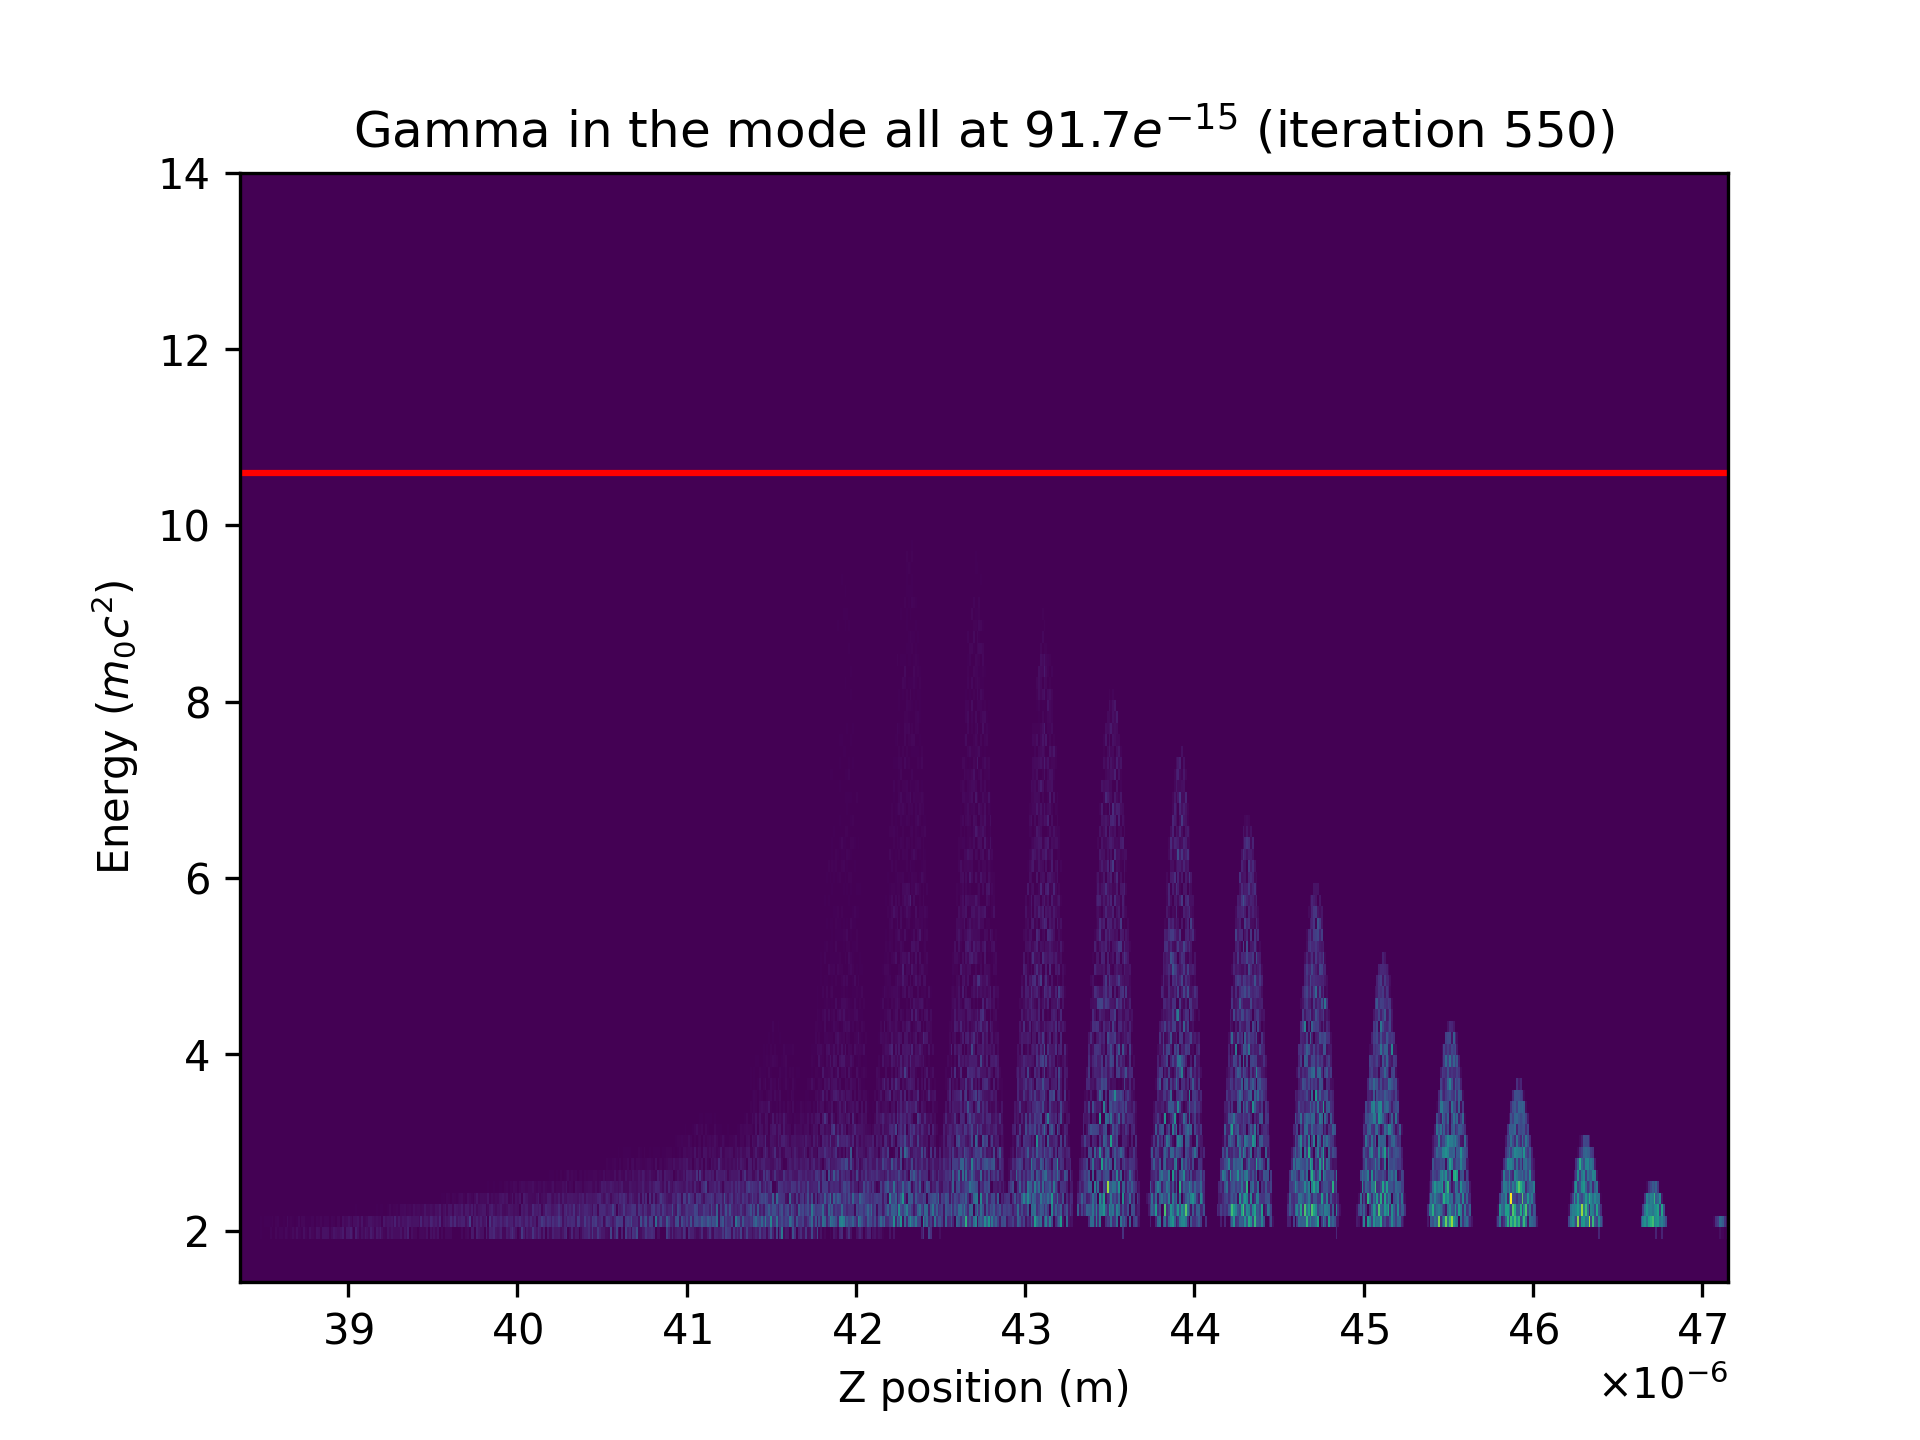 Gamma in the mode all at 91.7e⁻¹⁵ (iteration 550)
14
12
10
8
6
4
2
Energy (m₀c²)
39 40 41 42 43 44 45 46 47
×10⁻⁶
Z position (m)